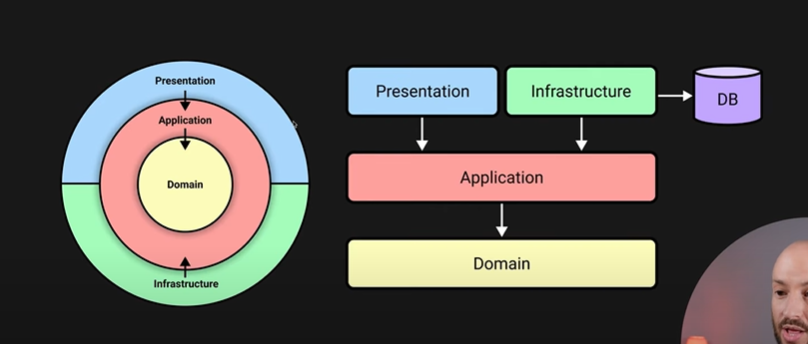 Presentation
Application
Domain
Infrastructure
Presentation
Infrastructure
DB
Application
Domain